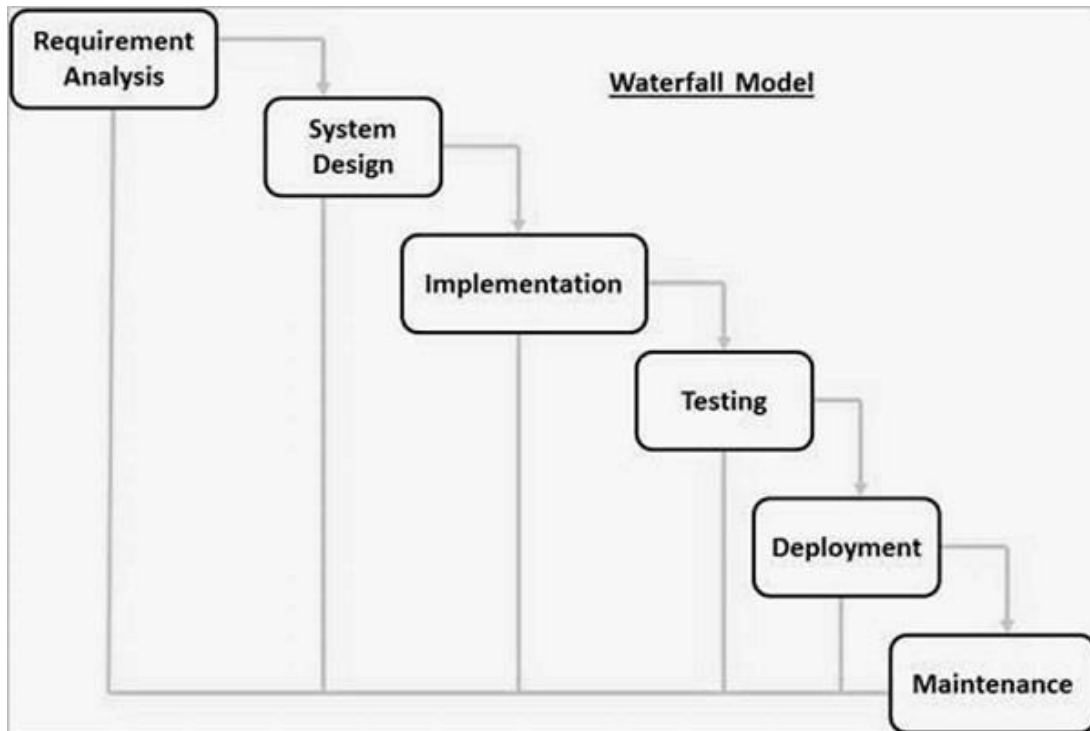 Requirement
Analysis
Waterfall Model
System
Design
Implementation
Testing
Deployment
Maintenance